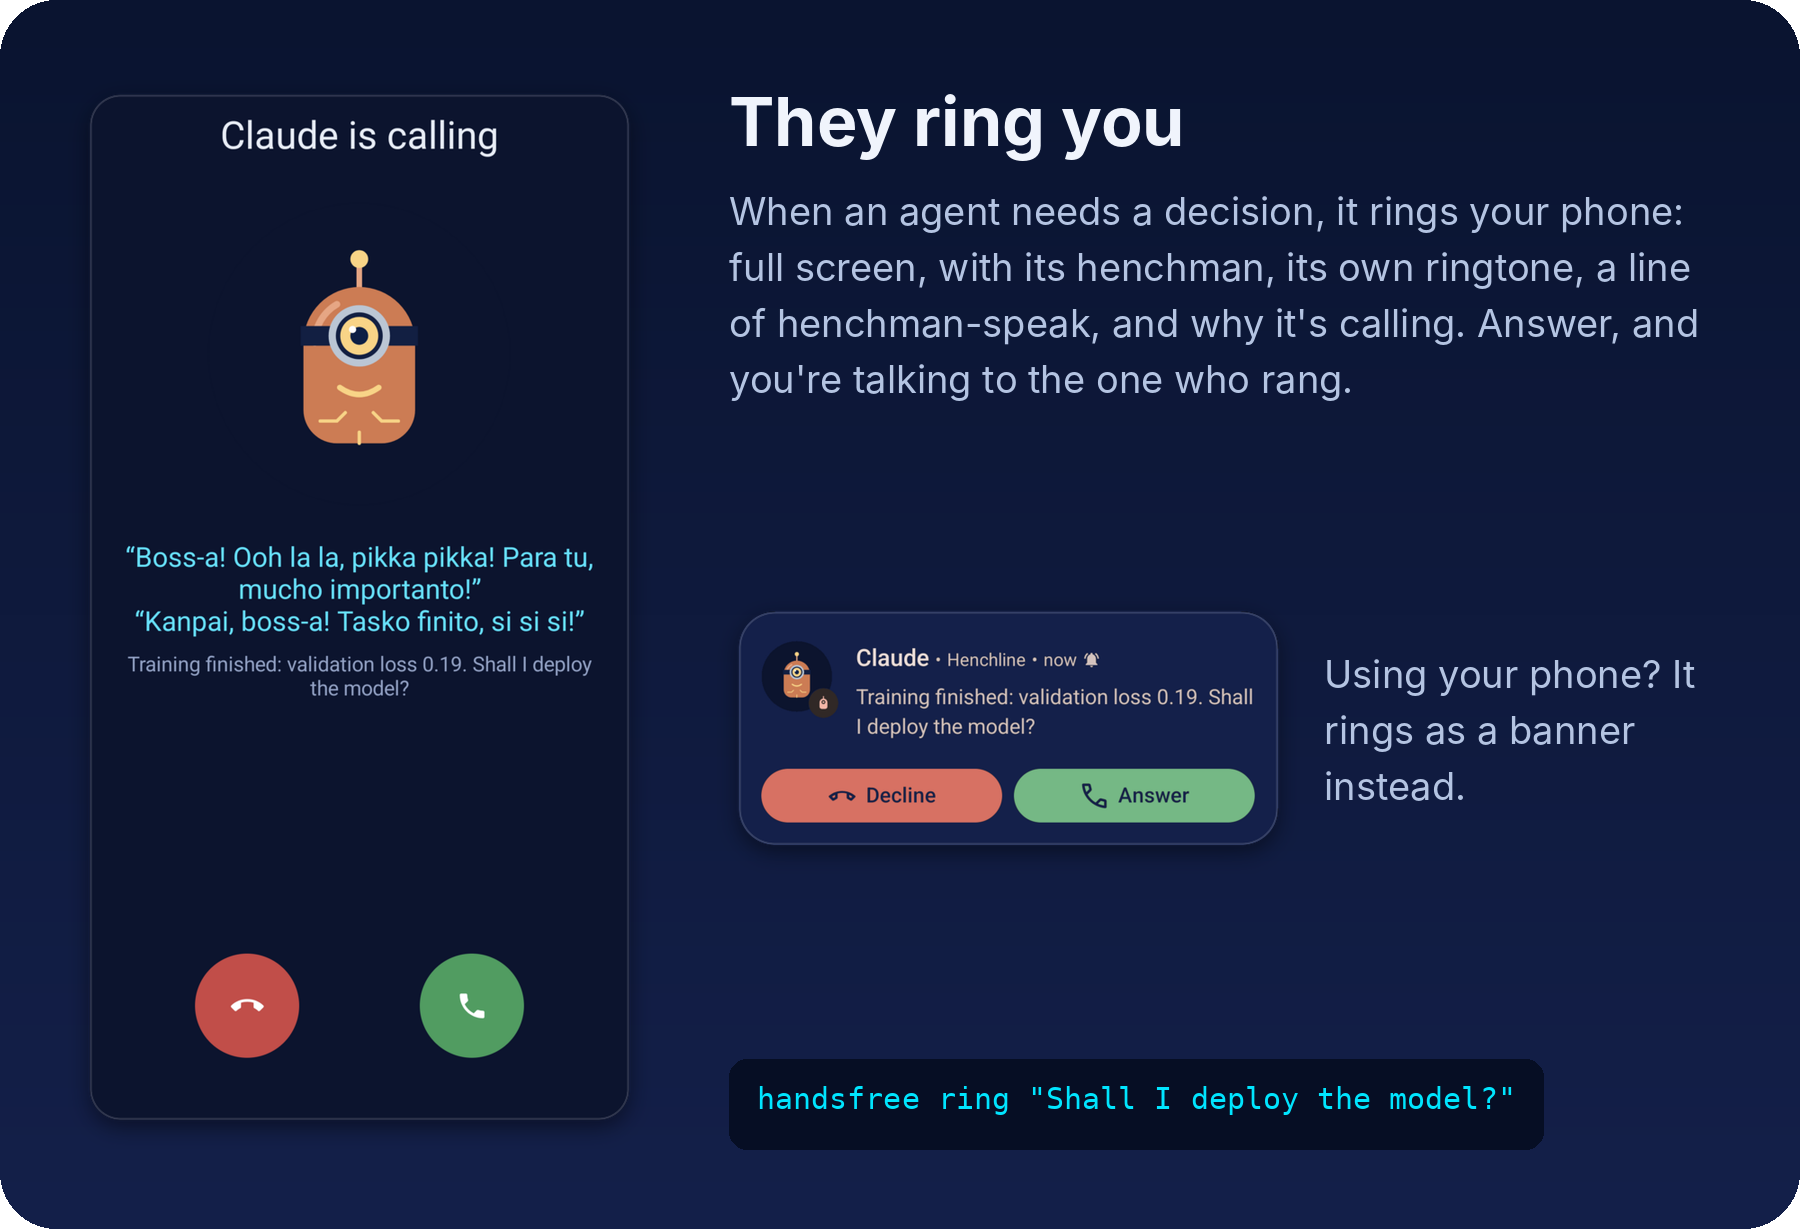 Claude is calling
“Boss-a! Ooh la la, pikka pikka! Para tu,
mucho importanto!”
“Kanpai, boss-a! Tasko finito, si si si!”
Training finished: validation loss 0.19. Shall I deploy
the model?
They ring you
When an agent needs a decision, it rings your phone:
full screen, with its henchman, its own ringtone, a line
of henchman-speak, and why it's calling. Answer, and
you're talking to the one who rang.
Claude • Henchline • now
Training finished: validation loss 0.19. Shall
I deploy the model?
Decline
Answer
Using your phone? It
rings as a banner
instead.
handsfree ring "Shall I deploy the model?"